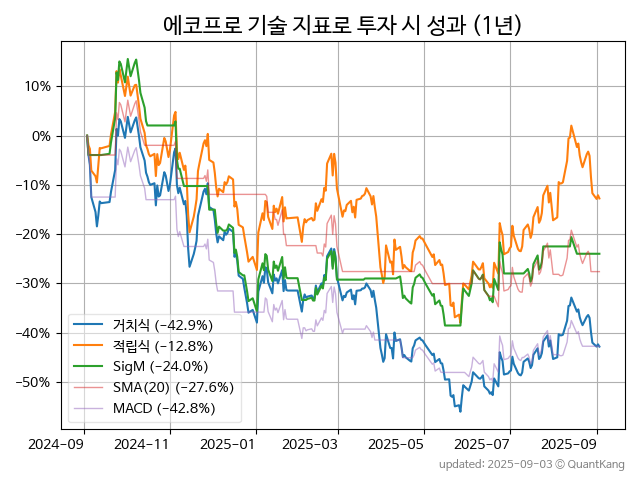 에코프로 기술 지표로 투자 시 성과 (1년)
10%
0%
−10%
−20%
−30%
−40%
−50%
거치식 (−42.9%)
적립식 (−12.8%)
SigM (−24.0%)
SMA(20) (−27.6%)
MACD (−42.8%)
2024-09 2024-11 2025-01 2025-03 2025-05 2025-07 2025-09
updated: 2025-09-03 ⓒ QuantKang